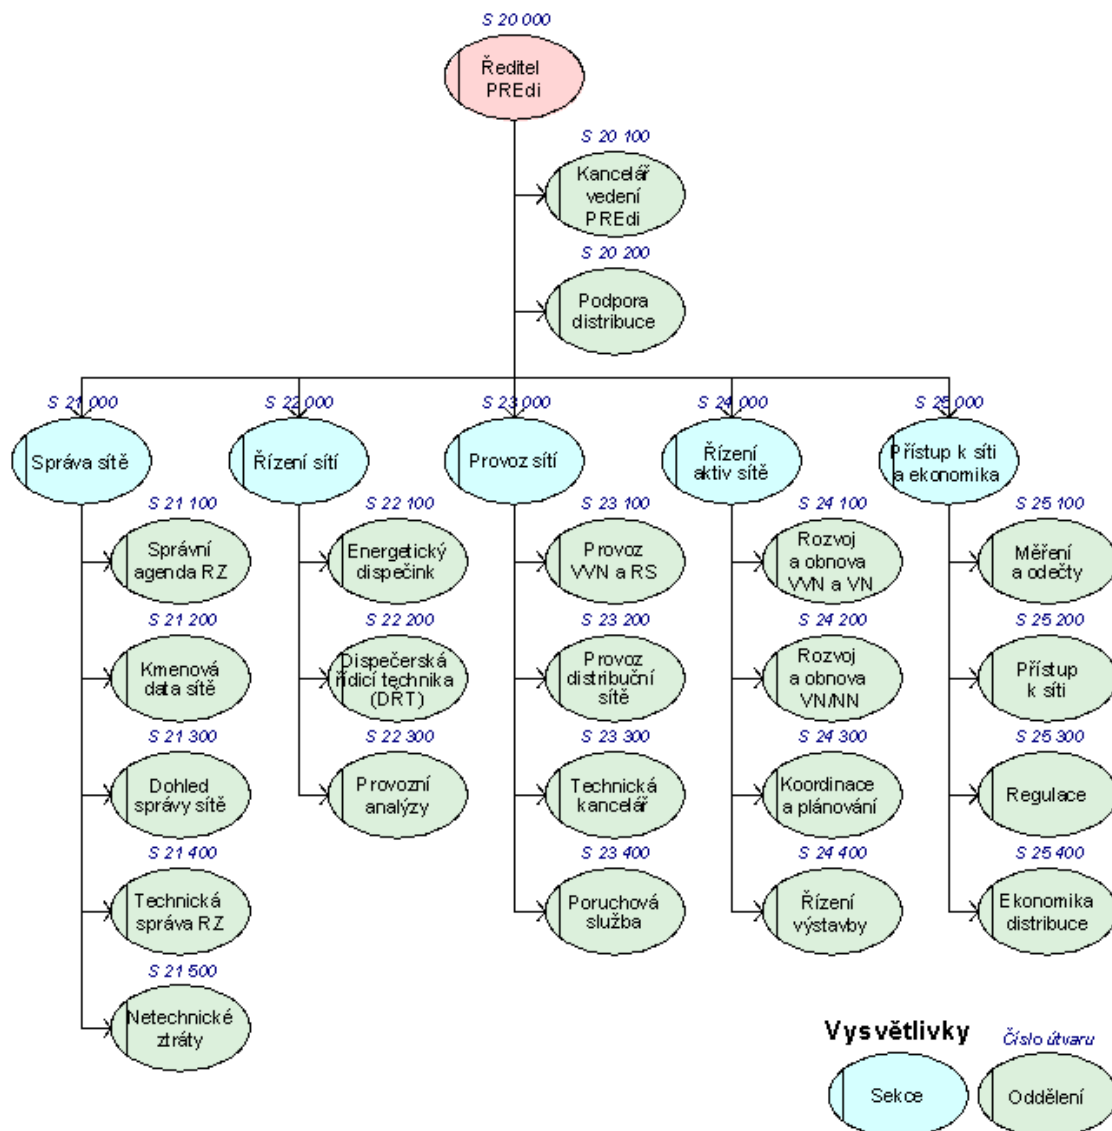 S 20 000
Ředitel
PREdi
S 20 100
Kancelář
vedení
PREdi
S 20 200
Podpora
distribuce
S 21 000
Správa sítě
S 22 000
Řízení sítí
S 23 000
Provoz sítí
S 24 000
Řízení
aktiv sítě
S 25 000
Přístup k síti
a ekonomika
S 21 100
Správní
agenda RZ
S 21 200
Kmenová
data sítě
S 21 300
Dohled
správy sítě
S 21 400
Technická
správa RZ
S 21 500
Netechnické
ztráty
S 22 100
Energetický
dispečink
S 22 200
Dispečerská
řídicí technika
(DŘT)
S 22 300
Provozní
analýzy
S 23 100
Provoz
VVN a RS
S 23 200
Provoz
distribuční
sítě
S 23 300
Technická
kancelář
S 23 400
Poruchová
služba
S 24 100
Rozvoj
a obnova
VVN a VN
S 24 200
Rozvoj
a obnova
VN/NN
S 24 300
Koordinace
a plánování
S 24 400
Řízení
výstavby
S 25 100
Měření
a odečty
S 25 200
Přístup
k síti
S 25 300
Regulace
S 25 400
Ekonomika
distribuce
Vysvětlivky
Číslo útvaru
Sekce
Oddělení